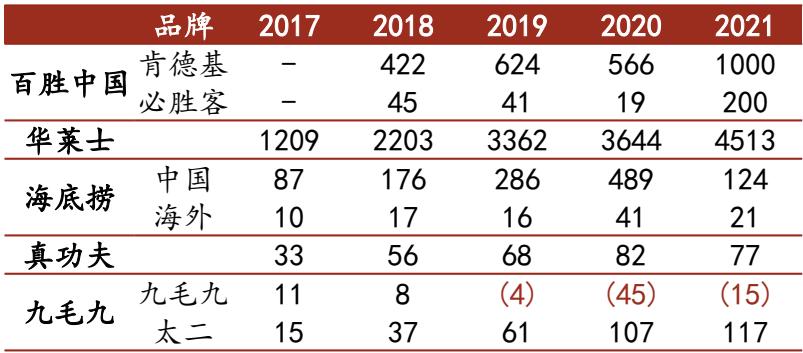 品牌 2017 2018 2019 2020 2021
百胜中国 肯德基 - 422 624 566 1000
必胜客 - 45 41 19 200
华莱士 1209 2203 3362 3644 4513
海底捞 中国 87 176 286 489 124
海外 10 17 16 41 21
真功夫 33 56 68 82 77
九毛九 九毛九 11 8 (4) (45) (15)
太二 15 37 61 107 117